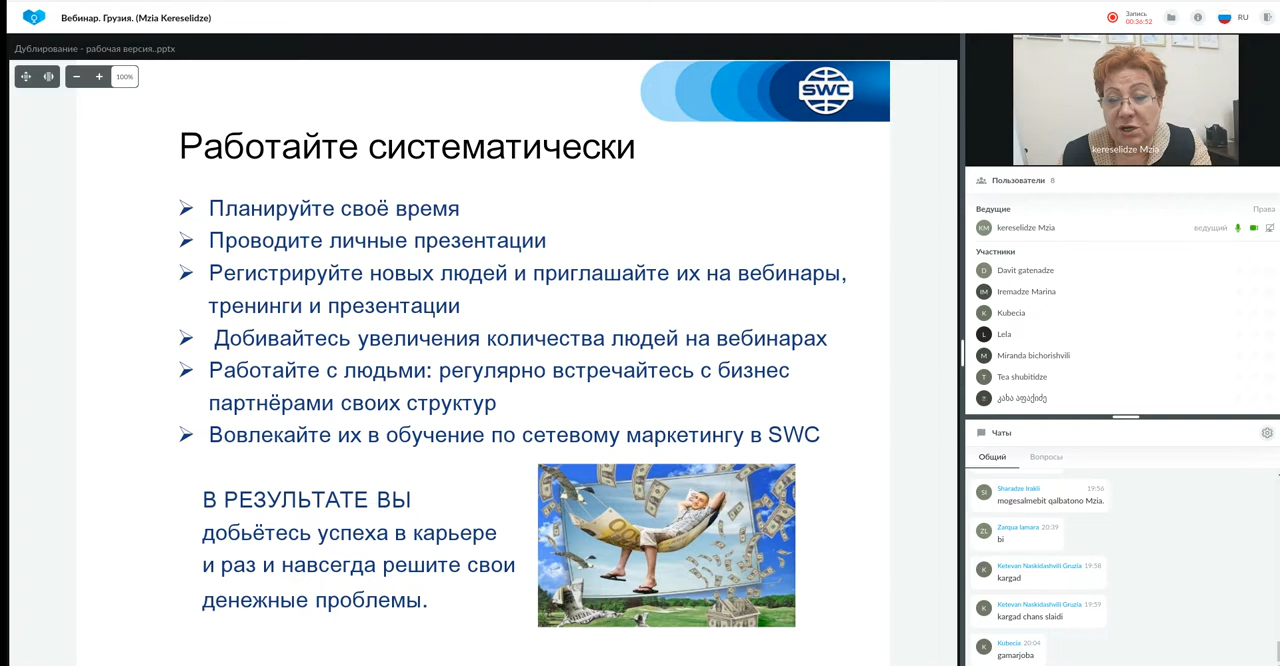 Вебинар. Грузия. (Mzia Kereselidze)
Запись
00:36:52
RU
Дублирование - рабочая версия..pptx
100%
SWC
Работайте систематически
Планируйте своё время
Проводите личные презентации
Регистрируйте новых людей и приглашайте их на вебинары,
тренинги и презентации
Добивайтесь увеличения количества людей на вебинарах
Работайте с людьми: регулярно встречайтесь с бизнес
партнёрами своих структур
Вовлекайте их в обучение по сетевому маркетингу в SWC
В РЕЗУЛЬТАТЕ ВЫ
добьётесь успеха в карьере
и раз и навсегда решите свои
денежные проблемы.
kereselidze Mzia
Пользователи 8
Ведущие Права
KM kereselidze Mzia ведущий
Участники
D Davit gatenadze
IM Iremadze Marina
K Kubecia
L Lela
M Miranda bichorishvili
T Tea shubitidze
კახა აფაქიძე
Чаты
Общий Вопросы
SI Sharadze Irakli 19:56
mogesalmebit qalbatono Mzia.
ZL Zarqua lamara 20:39
bi
K Ketevan Naskidashvili Gruzia 19:58
kargad
K Ketevan Naskidashvili Gruzia 19:59
kargad chans slaidi
K Kubecia 20:04
gamarjoba